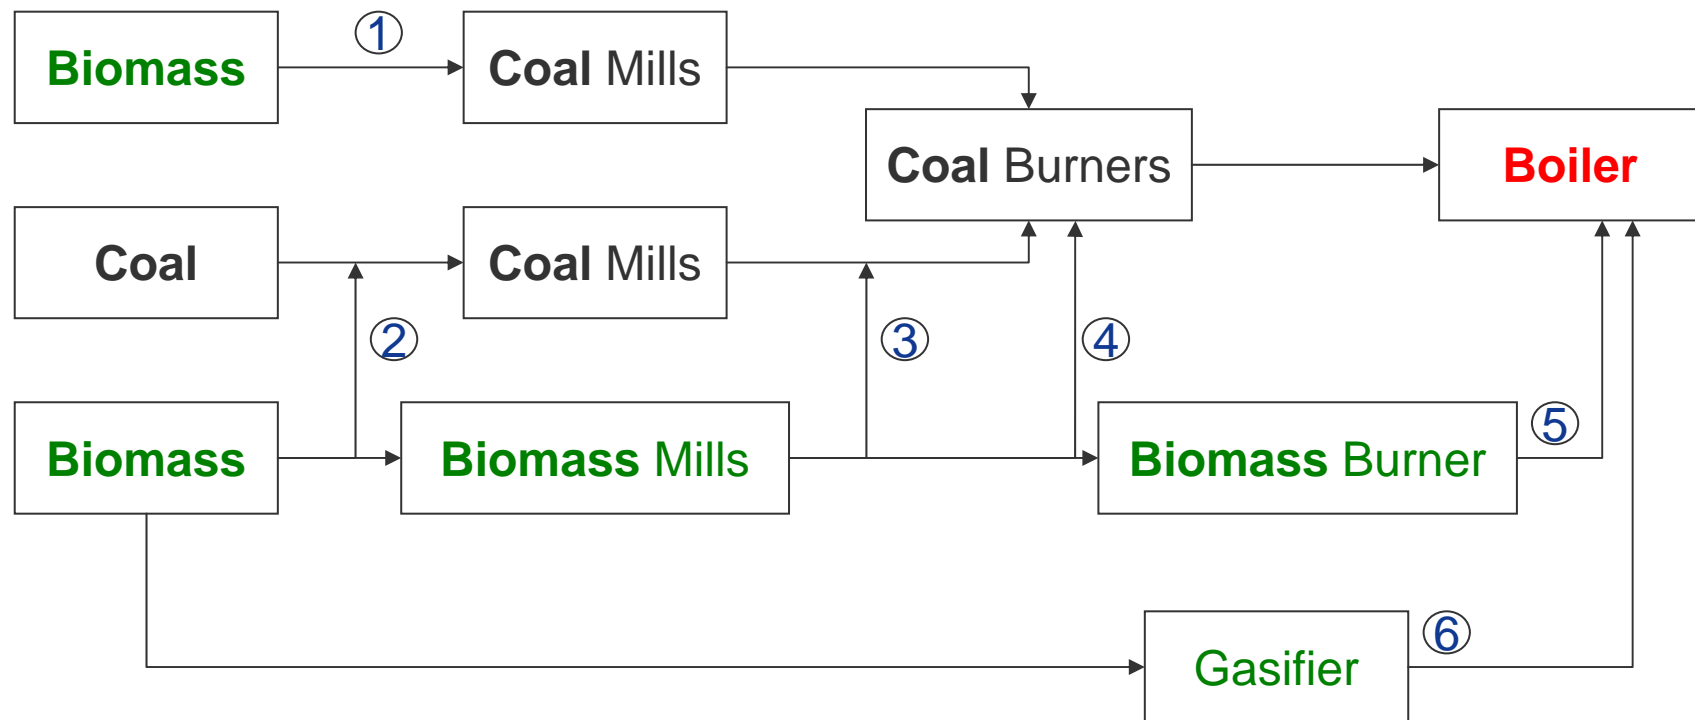 1
Biomass
Coal Mills
Coal Burners
Boiler
Coal
Coal Mills
2
3
4
Biomass
Biomass Mills
Biomass Burner
5
Gasifier
6